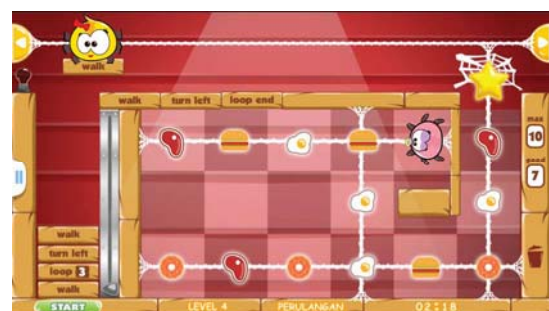 walk
walk turn left loop end
max
10
good
7
walk
turn left
loop 3
walk
START LEVEL 4 PERULANGAN 02:18